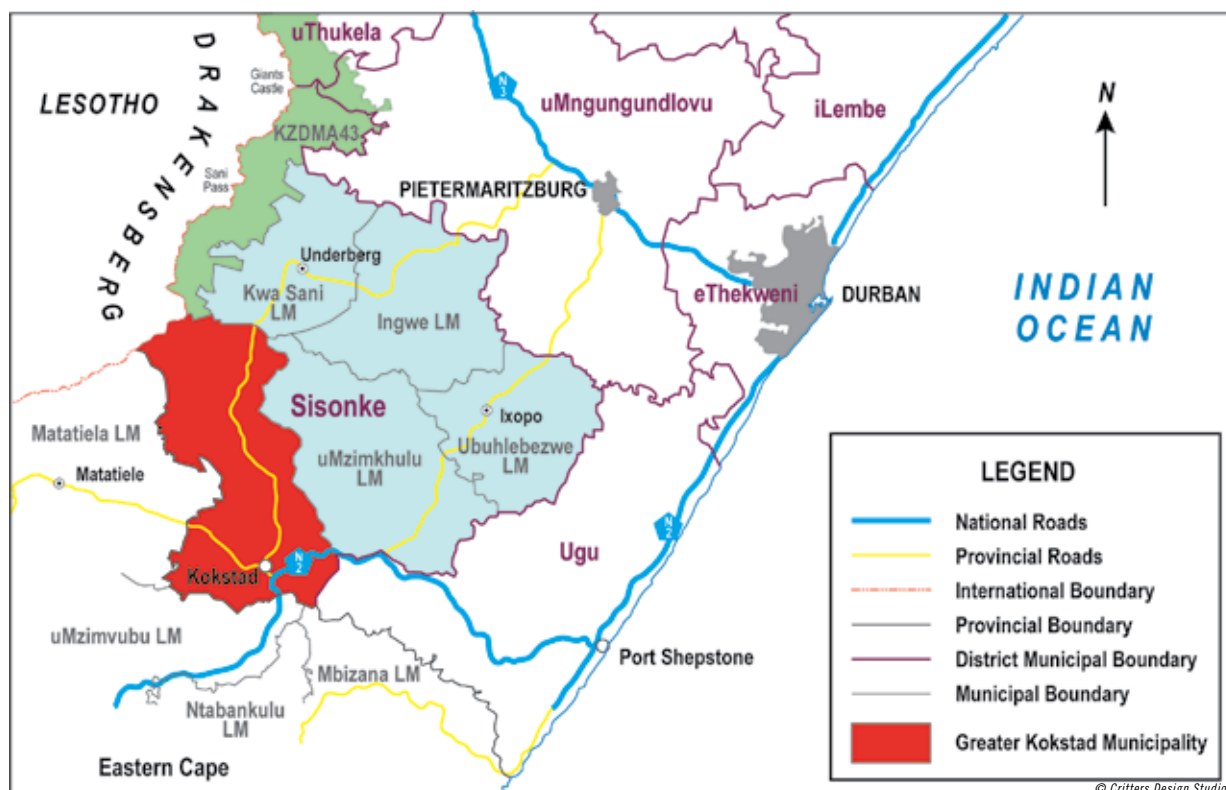 uThukela
DRAKENSBERG
Giants
Castle
LESOTHO
N
3
uMngungundlovu
iLembe
N
KZDMA43
Sani
Pass
PIETERMARITZBURG
Underberg
Kwa Sani
LM
Ingwe LM
eThekweni
DURBAN
INDIAN
OCEAN
Sisonke
Ixopo
Ubuhlebezwe
LM
Matatiela LM
uMzimkhulu
LM
Matatiele
N
2
Ugu
Kokstad
N
2
uMzimvubu LM
Port Shepstone
Mbizana LM
Ntabankulu
LM
Eastern Cape
LEGEND
National Roads
Provincial Roads
International Boundary
Provincial Boundary
District Municipal Boundary
Municipal Boundary
Greater Kokstad Municipality
© Critters Design Studio